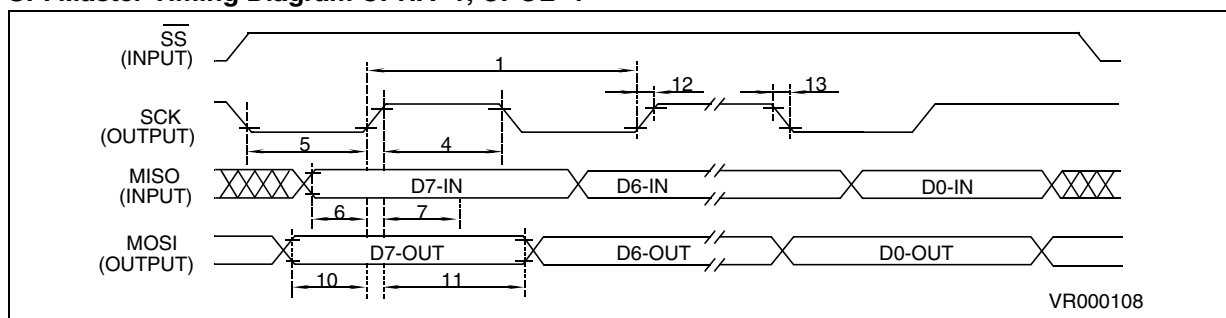 SPI Master Timing Diagram CPHA=1, CPOL=1
SS
(INPUT)
1
12
13
SCK
(OUTPUT)
5
4
MISO
(INPUT)
D7-IN
D6-IN
D0-IN
6
7
MOSI
(OUTPUT)
D7-OUT
D6-OUT
D0-OUT
10
11
VR000108